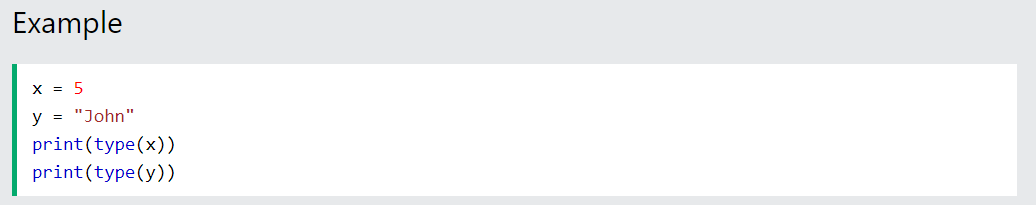 Example
x = 5
y = "John"
print(type(x))
print(type(y))